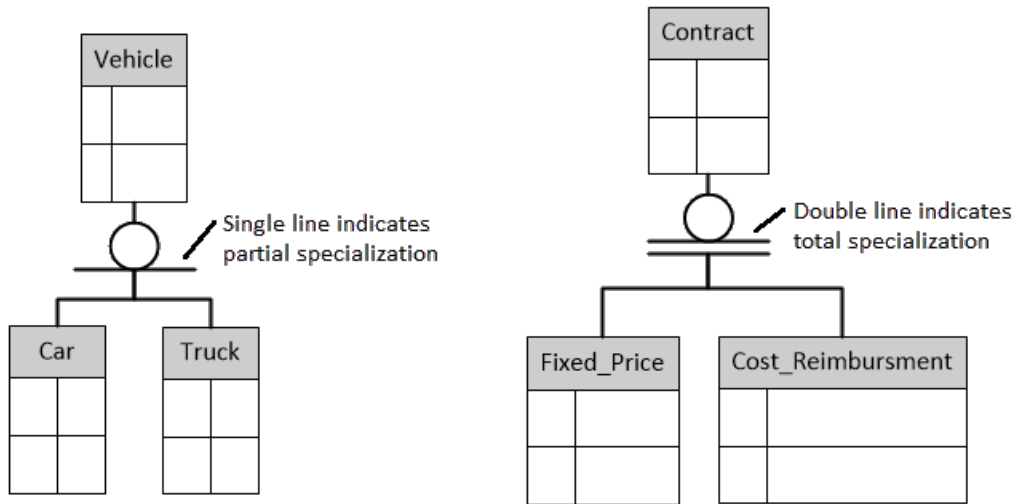 Vehicle
Single line indicates
partial specialization
Car
Truck
Contract
Double line indicates
total specialization
Fixed_Price
Cost_Reimbursment